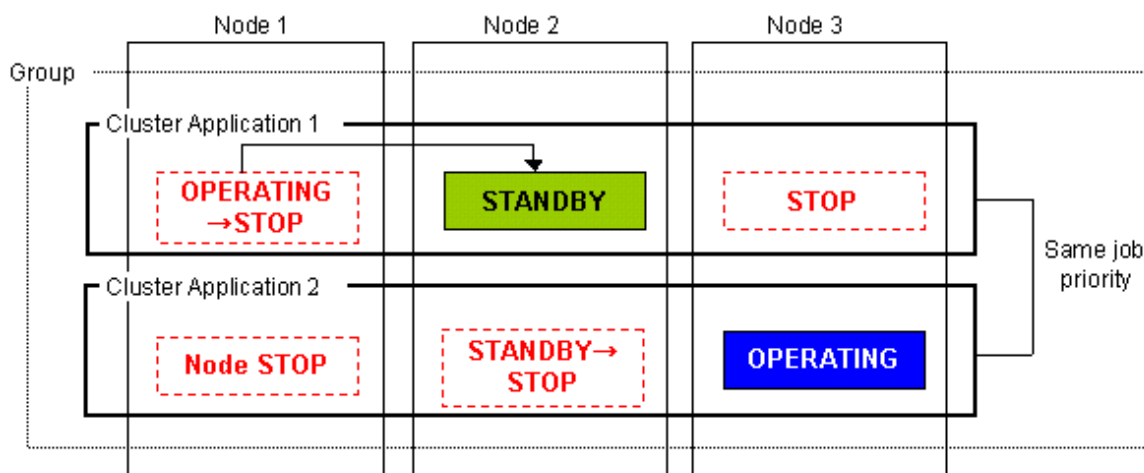 Node 1
Node 2
Node 3
Group
Cluster Application 1
OPERATING
→STOP
STANDBY
STOP
Same job
priority
Cluster Application 2
Node STOP
STANDBY→
STOP
OPERATING